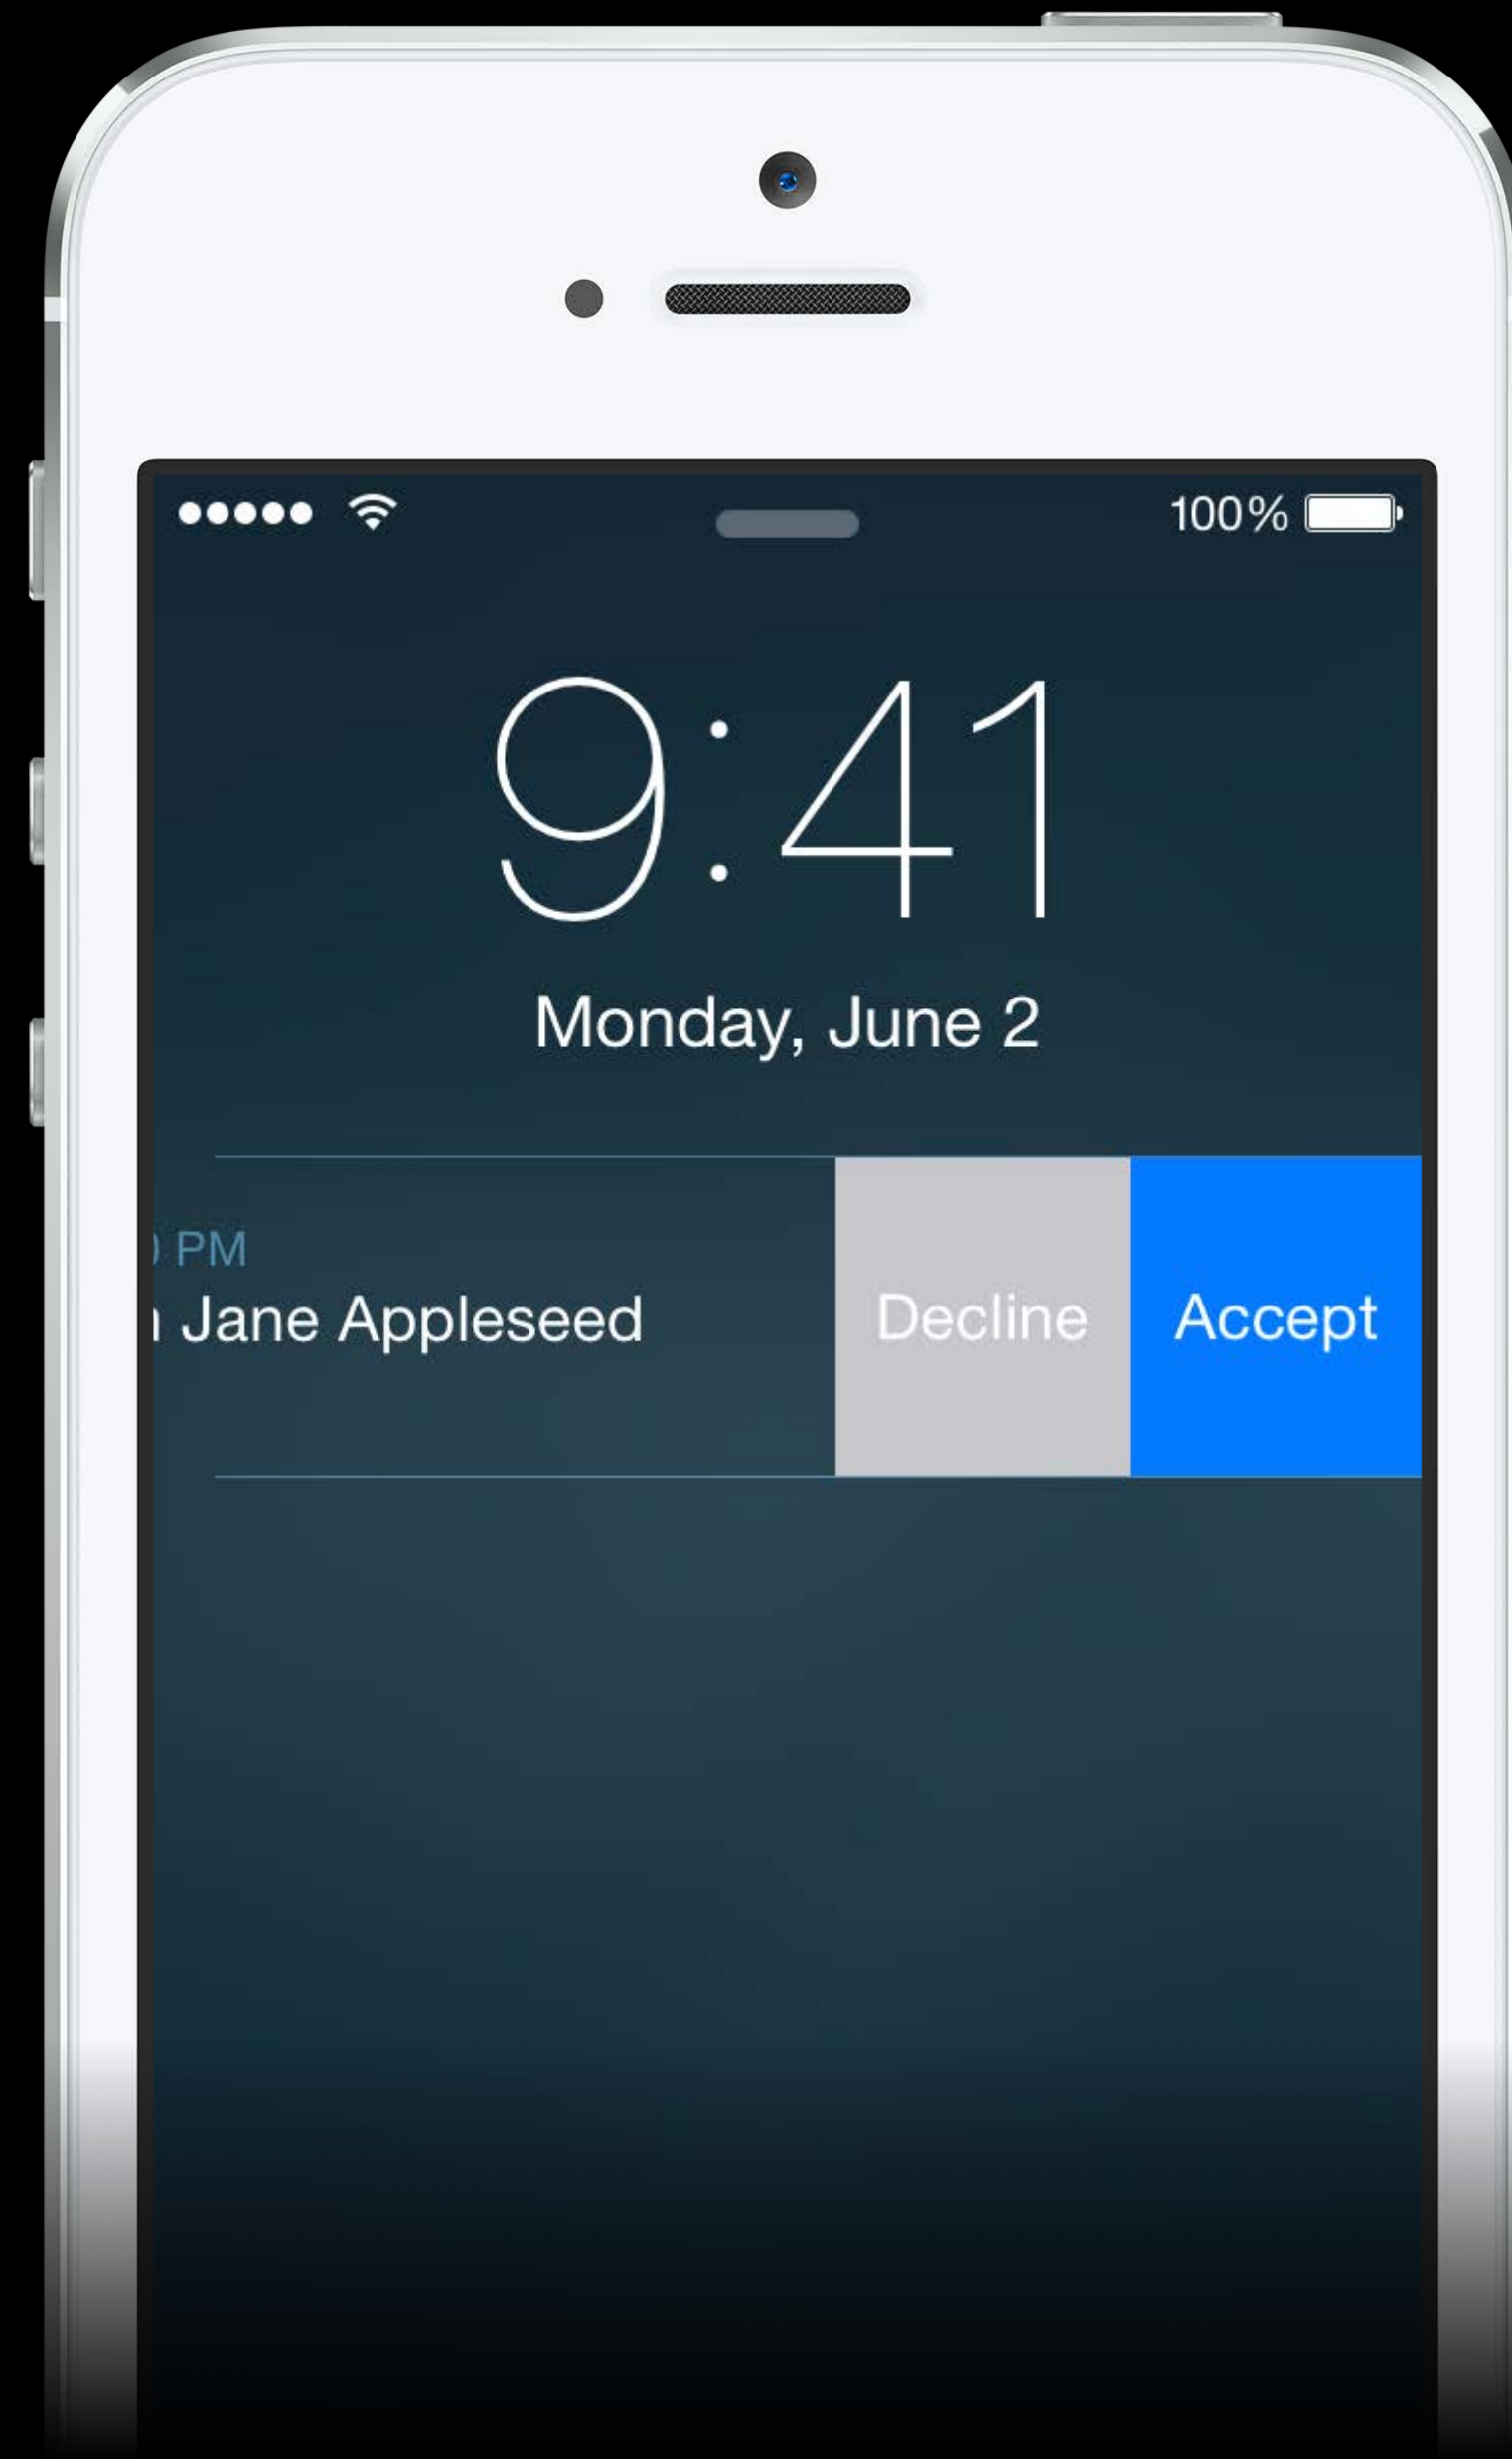 100%
9:41
Monday, June 2
PM
Jane Appleseed
Decline
Accept